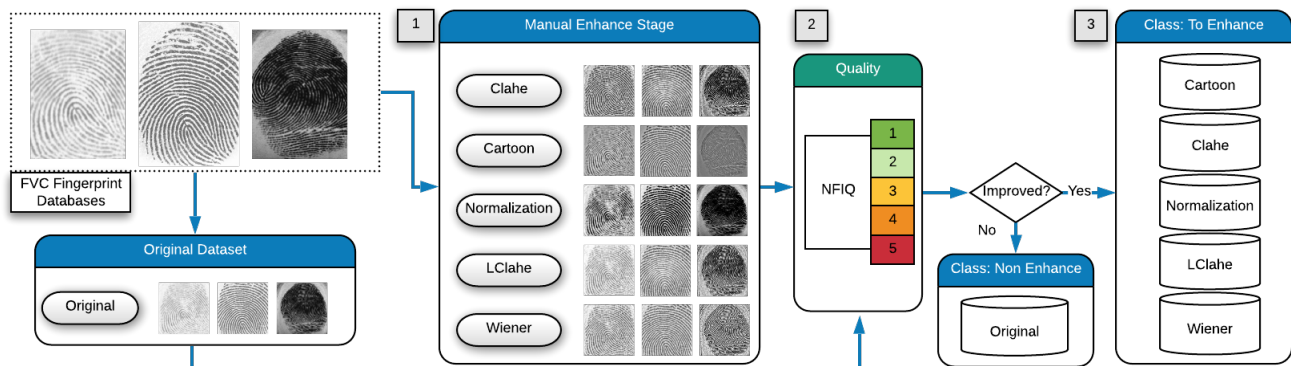 FVC Fingerprint
Databases
Original Dataset
Original
1
Manual Enhance Stage
Clahe
Cartoon
Normalization
LClahe
Wiener
2
Quality
NFIQ
1
2
3
4
5
Improved?
Yes
No
Class: Non Enhance
Original
3
Class: To Enhance
Cartoon
Clahe
Normalization
LClahe
Wiener